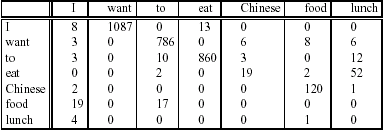 I want to eat Chinese food lunch
I 8 1087 0 13 0 0 0
want 3 0 786 0 6 8 6
to 3 0 10 860 3 0 12
eat 0 0 2 0 19 2 52
Chinese 2 0 0 0 0 120 1
food 19 0 17 0 0 0 0
lunch 4 0 0 0 0 1 0